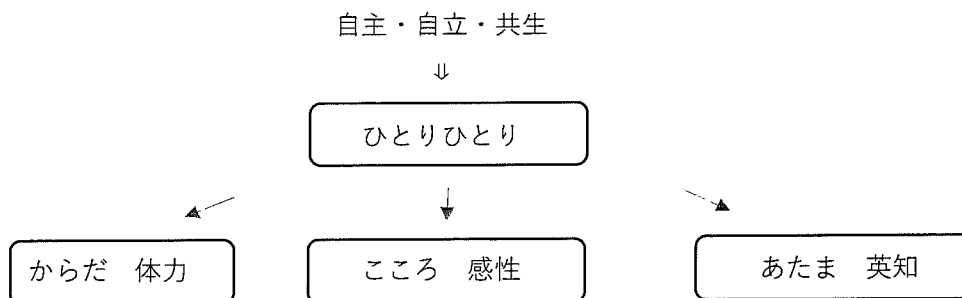 自主・自立・共生
⇓
ひとりひとり
からだ　体力
こころ　感性
あたま　英知